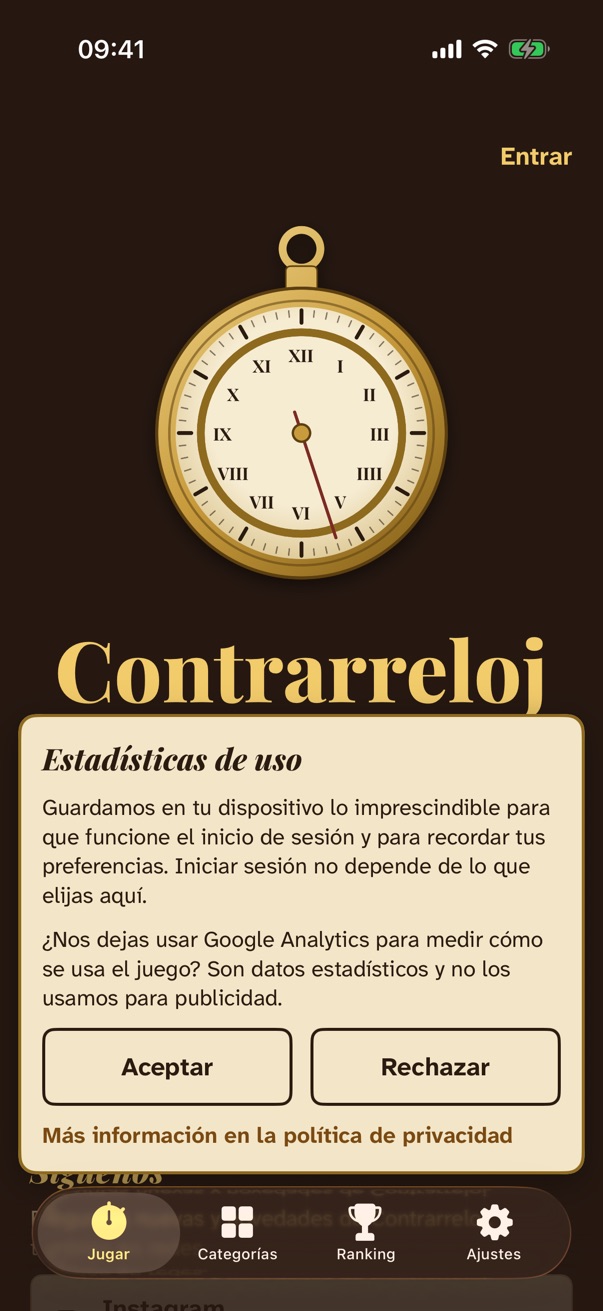 09:41
Entrar
XII
XI
I
X
II
IX
III
VIII
IIII
VII
V
VI
Contrarreloj
Estadísticas de uso
Guardamos en tu dispositivo lo imprescindible para
que funcione el inicio de sesión y para recordar tus
preferencias. Iniciar sesión no depende de lo que
elijas aquí.
¿Nos dejas usar Google Analytics para medir cómo
se usa el juego? Son datos estadísticos y no los
usamos para publicidad.
Aceptar
Rechazar
Más información en la política de privacidad
Síguenos
Jugar
Categorías
Ranking
Ajustes
Instagram